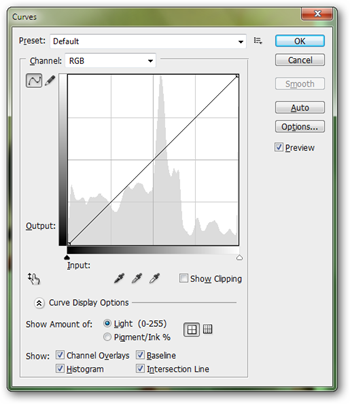 Curves
Preset: Default
OK
Channel: RGB
Cancel
Smooth
Auto
Options...
Preview
Output:
Input:
Show Clipping
Curve Display Options
Show Amount of: Light (0-255)
Pigment/Ink %
Show: Channel Overlays Baseline
Histogram Intersection Line